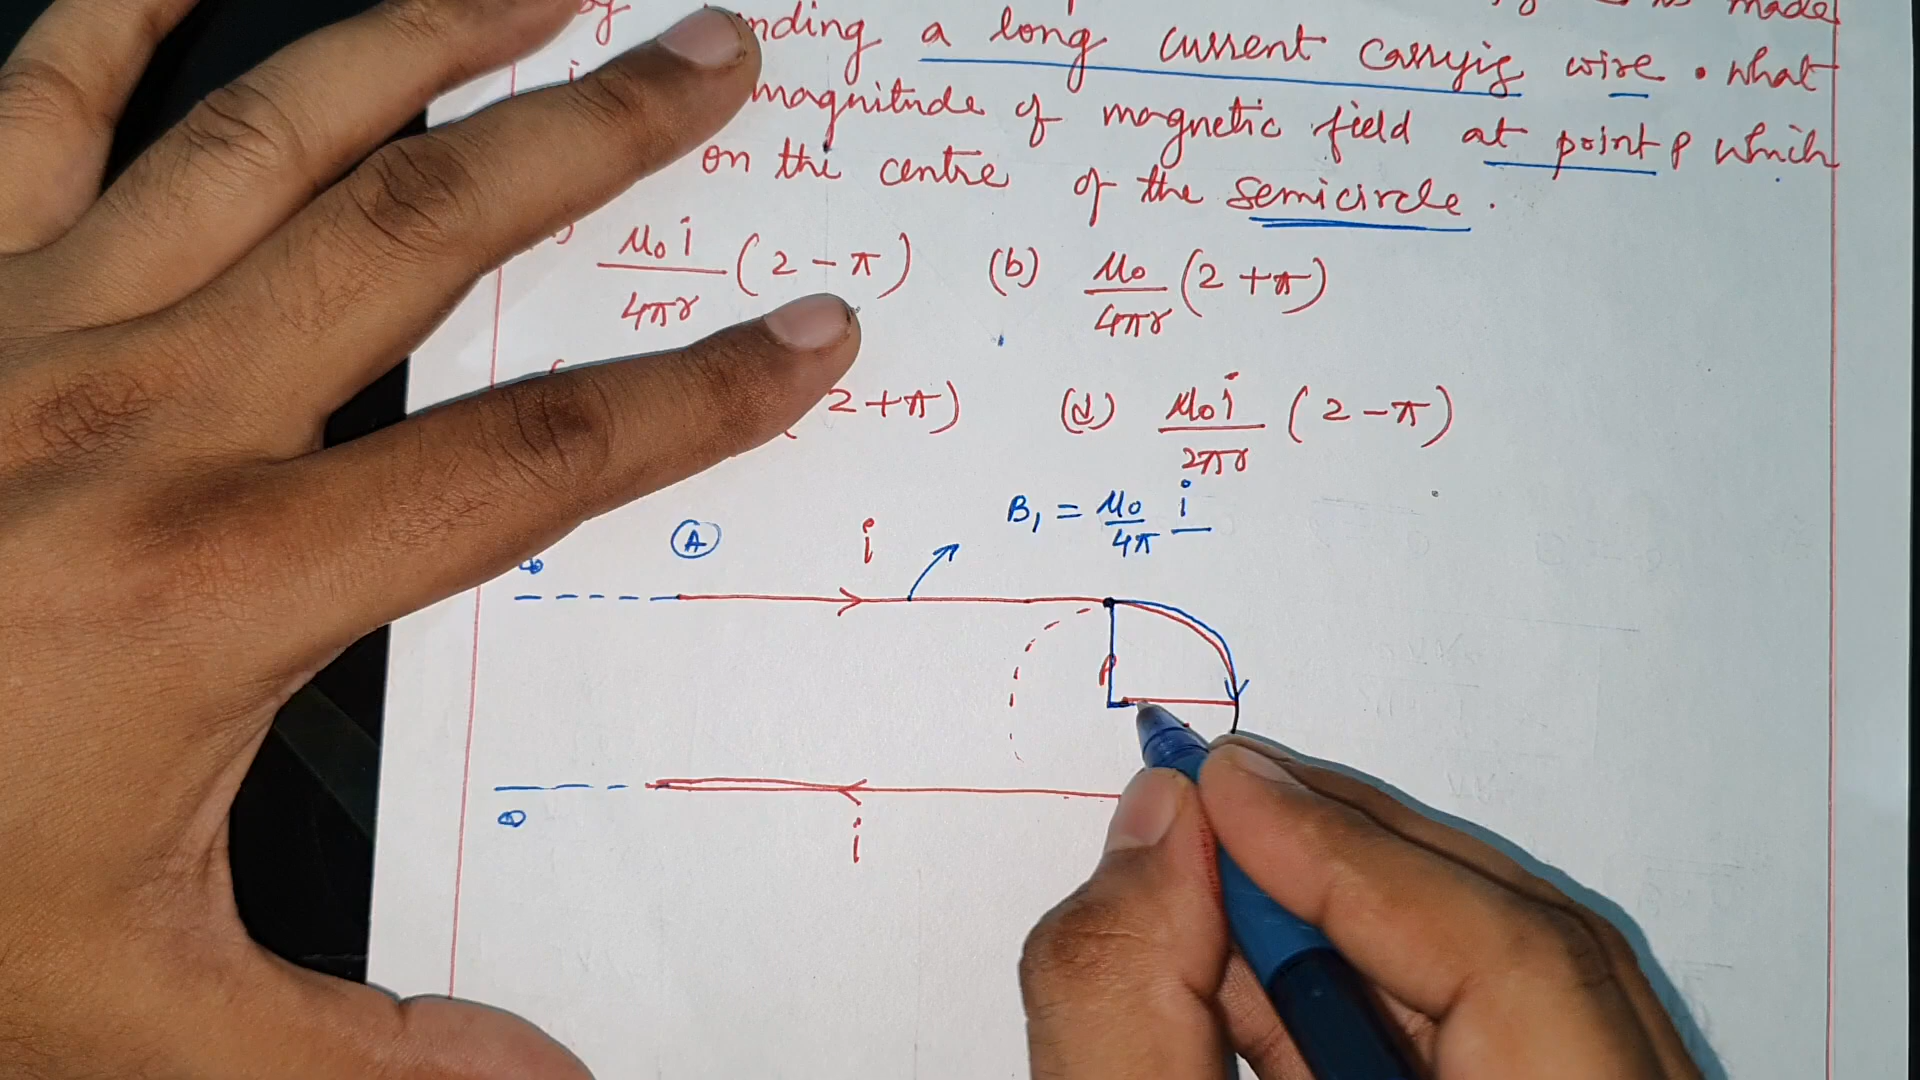 made
a long current carryig wire. what
magnitude of magnetic field at point P which
on the centre of the semicircle.
μ₀i/4πr (2-π) (b) μ₀/4πr (2+π)
2+π) (d) μ₀i/2πr (2-π)
B₁ = μ₀/4π i
A i
∞
P
∞
i